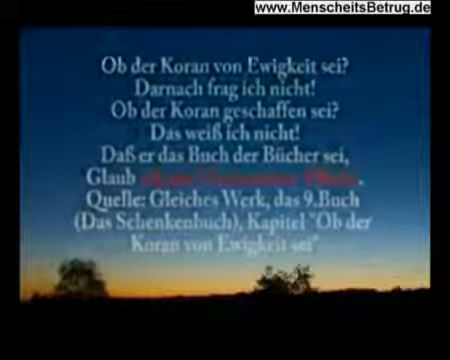 www.MenscheitsBetrug.de
Ob der Koran von Ewigkeit sei?
Darnach frag ich nicht!
Ob der Koran geschaffen sei?
Das weiß ich nicht!
Daß er das Buch der Bücher sei,
Glaub
Quelle: Gleiches Werk, das 9.Buch
(Das Schenkenbuch), Kapitel "Ob der
Koran von Ewigkeit sei"